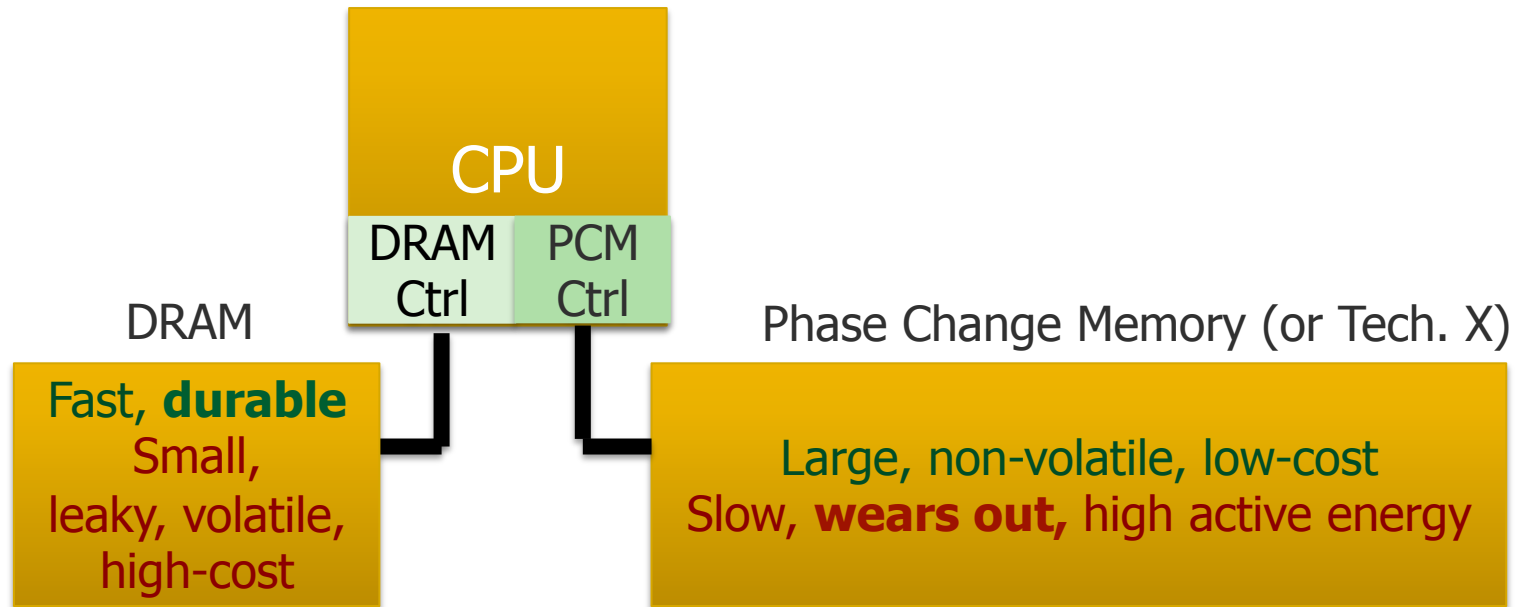 CPU
DRAM
Ctrl
PCM
Ctrl
DRAM
Fast, durable
Small,
leaky, volatile,
high-cost
Phase Change Memory (or Tech. X)
Large, non-volatile, low-cost
Slow, wears out, high active energy